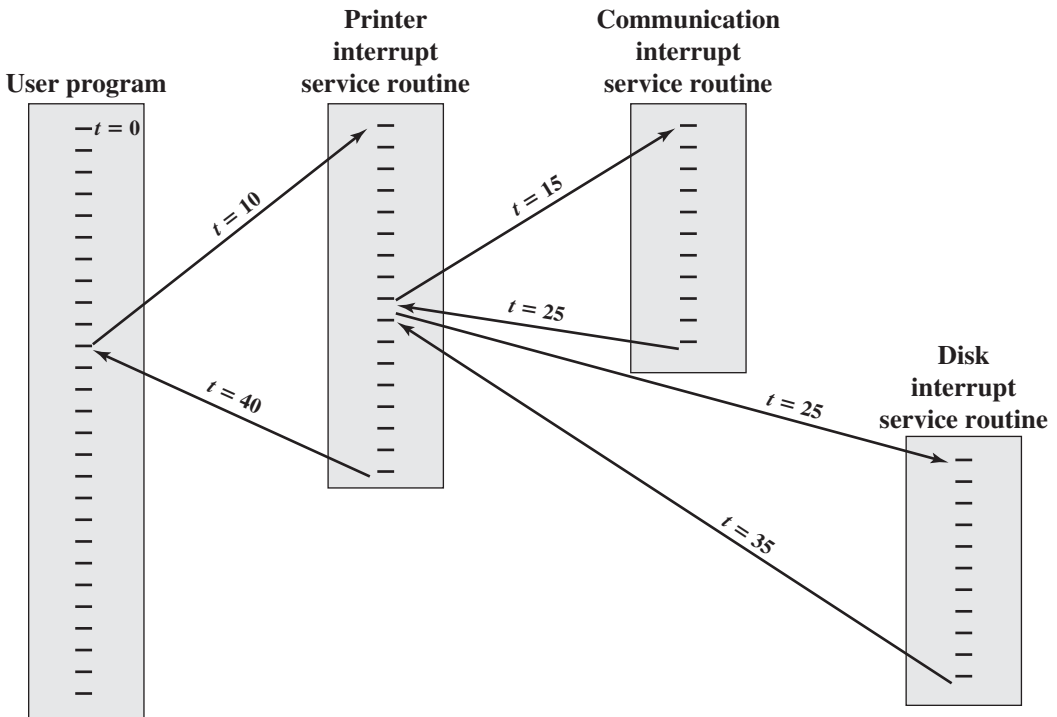 Printer
interrupt
service routine
Communication
interrupt
service routine
User program
t = 0
t = 10
t = 15
t = 25
t = 40
t = 25
Disk
interrupt
service routine
t = 35